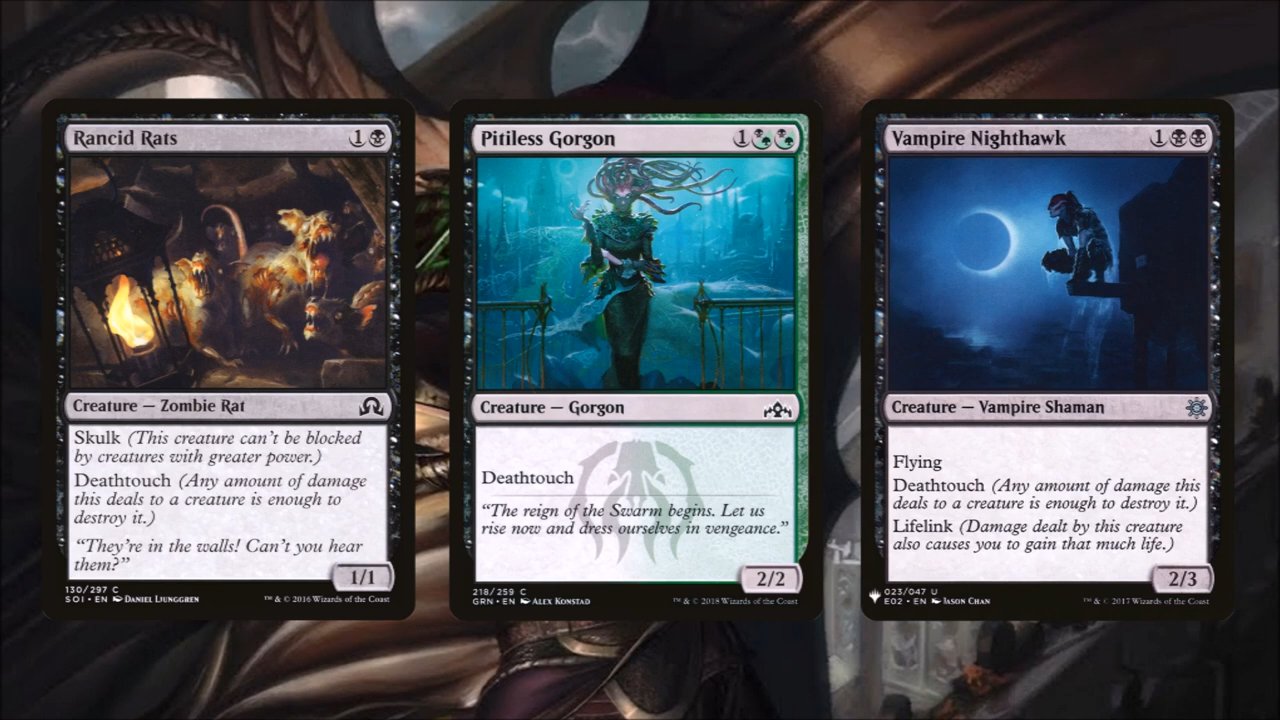 Rancid Rats 1
Creature — Zombie Rat
Skulk (This creature can't be blocked
by creatures with greater power.)
Deathtouch (Any amount of damage
this deals to a creature is enough to
destroy it.)
“They're in the walls! Can't you hear
them?”
1/1
130/297 C
SOI • EN Daniel Ljunggren ™ & © 2016 Wizards of the Coast
Pitiless Gorgon 1
Creature — Gorgon
Deathtouch
“The reign of the Swarm begins. Let us
rise now and dress ourselves in vengeance.”
2/2
218/259 C
GRN • EN Alex Konstad ™ & © 2018 Wizards of the Coast
Vampire Nighthawk 1
Creature — Vampire Shaman
Flying
Deathtouch (Any amount of damage this
deals to a creature is enough to destroy it.)
Lifelink (Damage dealt by this creature
also causes you to gain that much life.)
2/3
023/047 U
E02 • EN Jason Chan ™ & © 2017 Wizards of the Coast